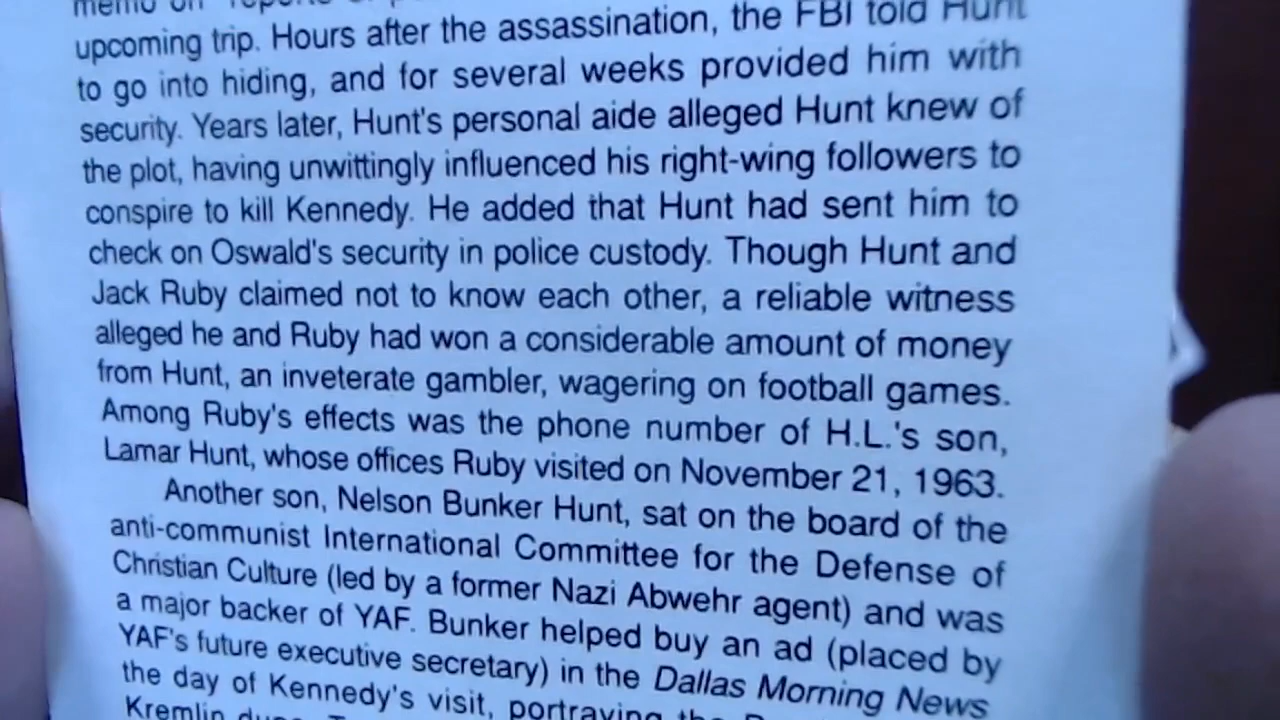 memo on reports of
upcoming trip. Hours after the assassination, the FBI told Hunt
to go into hiding, and for several weeks provided him with
security. Years later, Hunt's personal aide alleged Hunt knew of
the plot, having unwittingly influenced his right-wing followers to
conspire to kill Kennedy. He added that Hunt had sent him to
check on Oswald's security in police custody. Though Hunt and
Jack Ruby claimed not to know each other, a reliable witness
alleged he and Ruby had won a considerable amount of money
from Hunt, an inveterate gambler, wagering on football games.
Among Ruby's effects was the phone number of H.L.'s son,
Lamar Hunt, whose offices Ruby visited on November 21, 1963.
Another son, Nelson Bunker Hunt, sat on the board of the
anti-communist International Committee for the Defense of
Christian Culture (led by a former Nazi Abwehr agent) and was
a major backer of YAF. Bunker helped buy an ad (placed by
YAF's future executive secretary) in the Dallas Morning News
the day of Kennedy's visit, portraying the
Kremlin